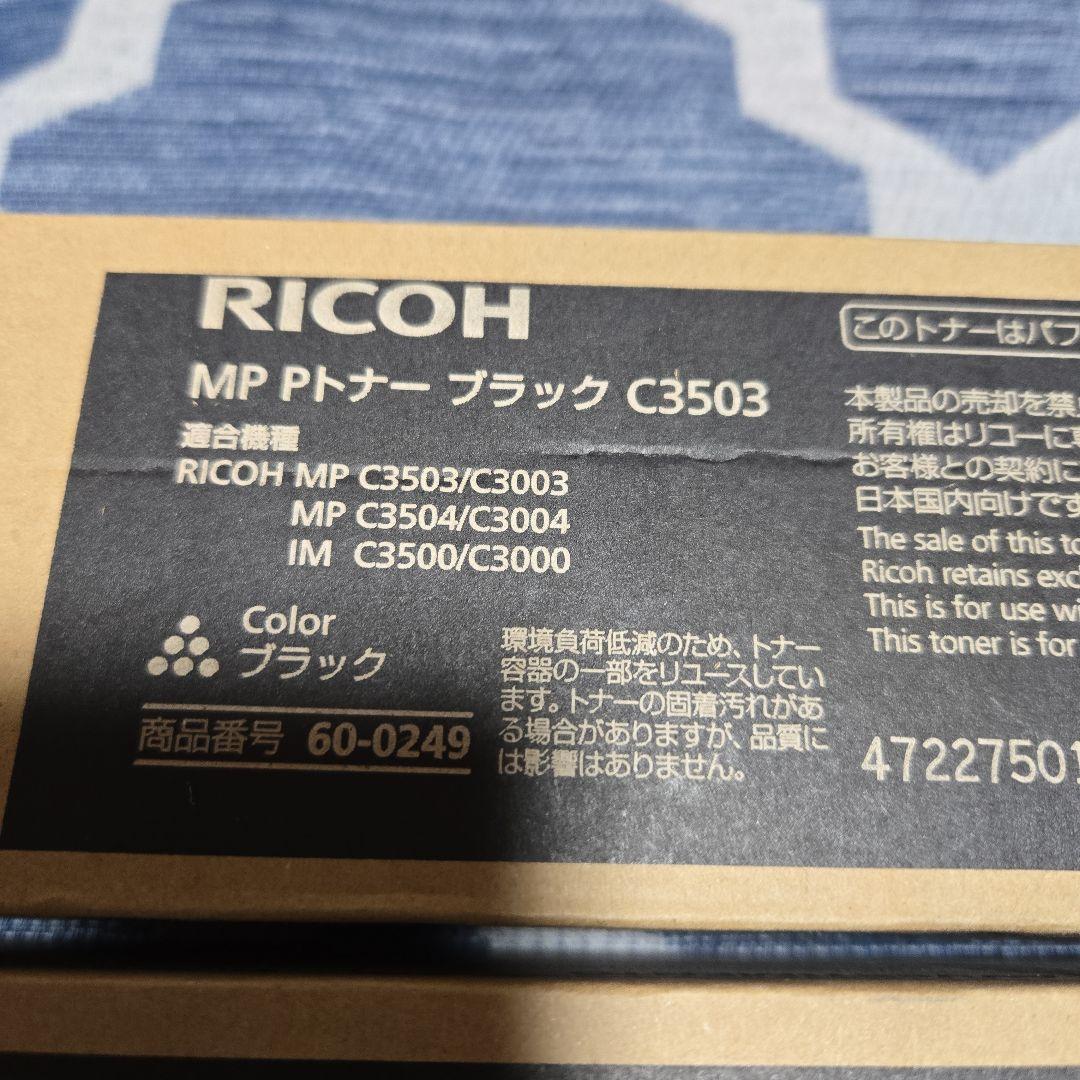 RICOH
MP Pトナー ブラック C3503
適合機種
RICOH MP C3503/C3003
MP C3504/C3004
IM C3500/C3000
Color
ブラック
商品番号 60-0249
環境負荷低減のため、トナー
容器の一部をリユースしてい
ます。トナーの固着汚れがあ
る場合がありますが、品質に
は影響はありません。
このトナーはパフ
本製品の売却を禁
所有権はリコーに
お客様との契約に
日本国内向けです
The sale of this
Ricoh retains
This is for use
This toner is for
47227501